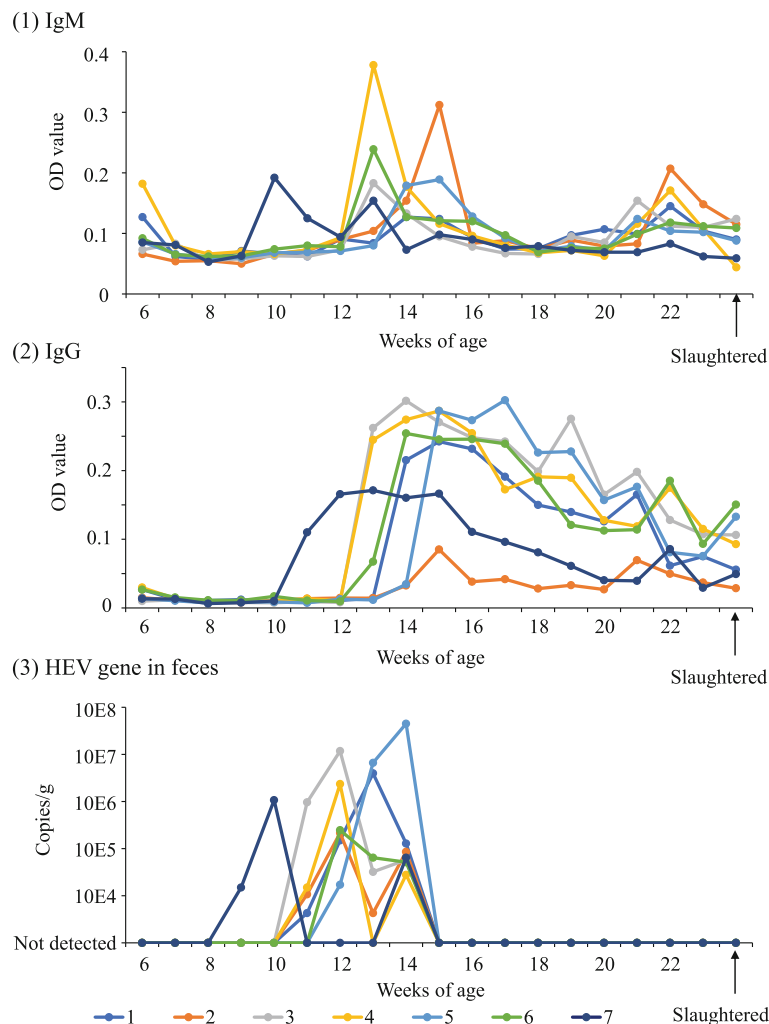 (1) IgM
0.4
0.3
0.2
0.1
0
OD value
6 8 10 12 14 16 18 20 22
Weeks of age
Slaughtered
(2) IgG
0.3
0.2
0.1
0
OD value
6 8 10 12 14 16 18 20 22
Weeks of age
Slaughtered
(3) HEV gene in feces
10E8
10E7
10E6
10E5
10E4
Not detected
Copies/g
6 8 10 12 14 16 18 20 22
Weeks of age
Slaughtered
1 2 3 4 5 6 7